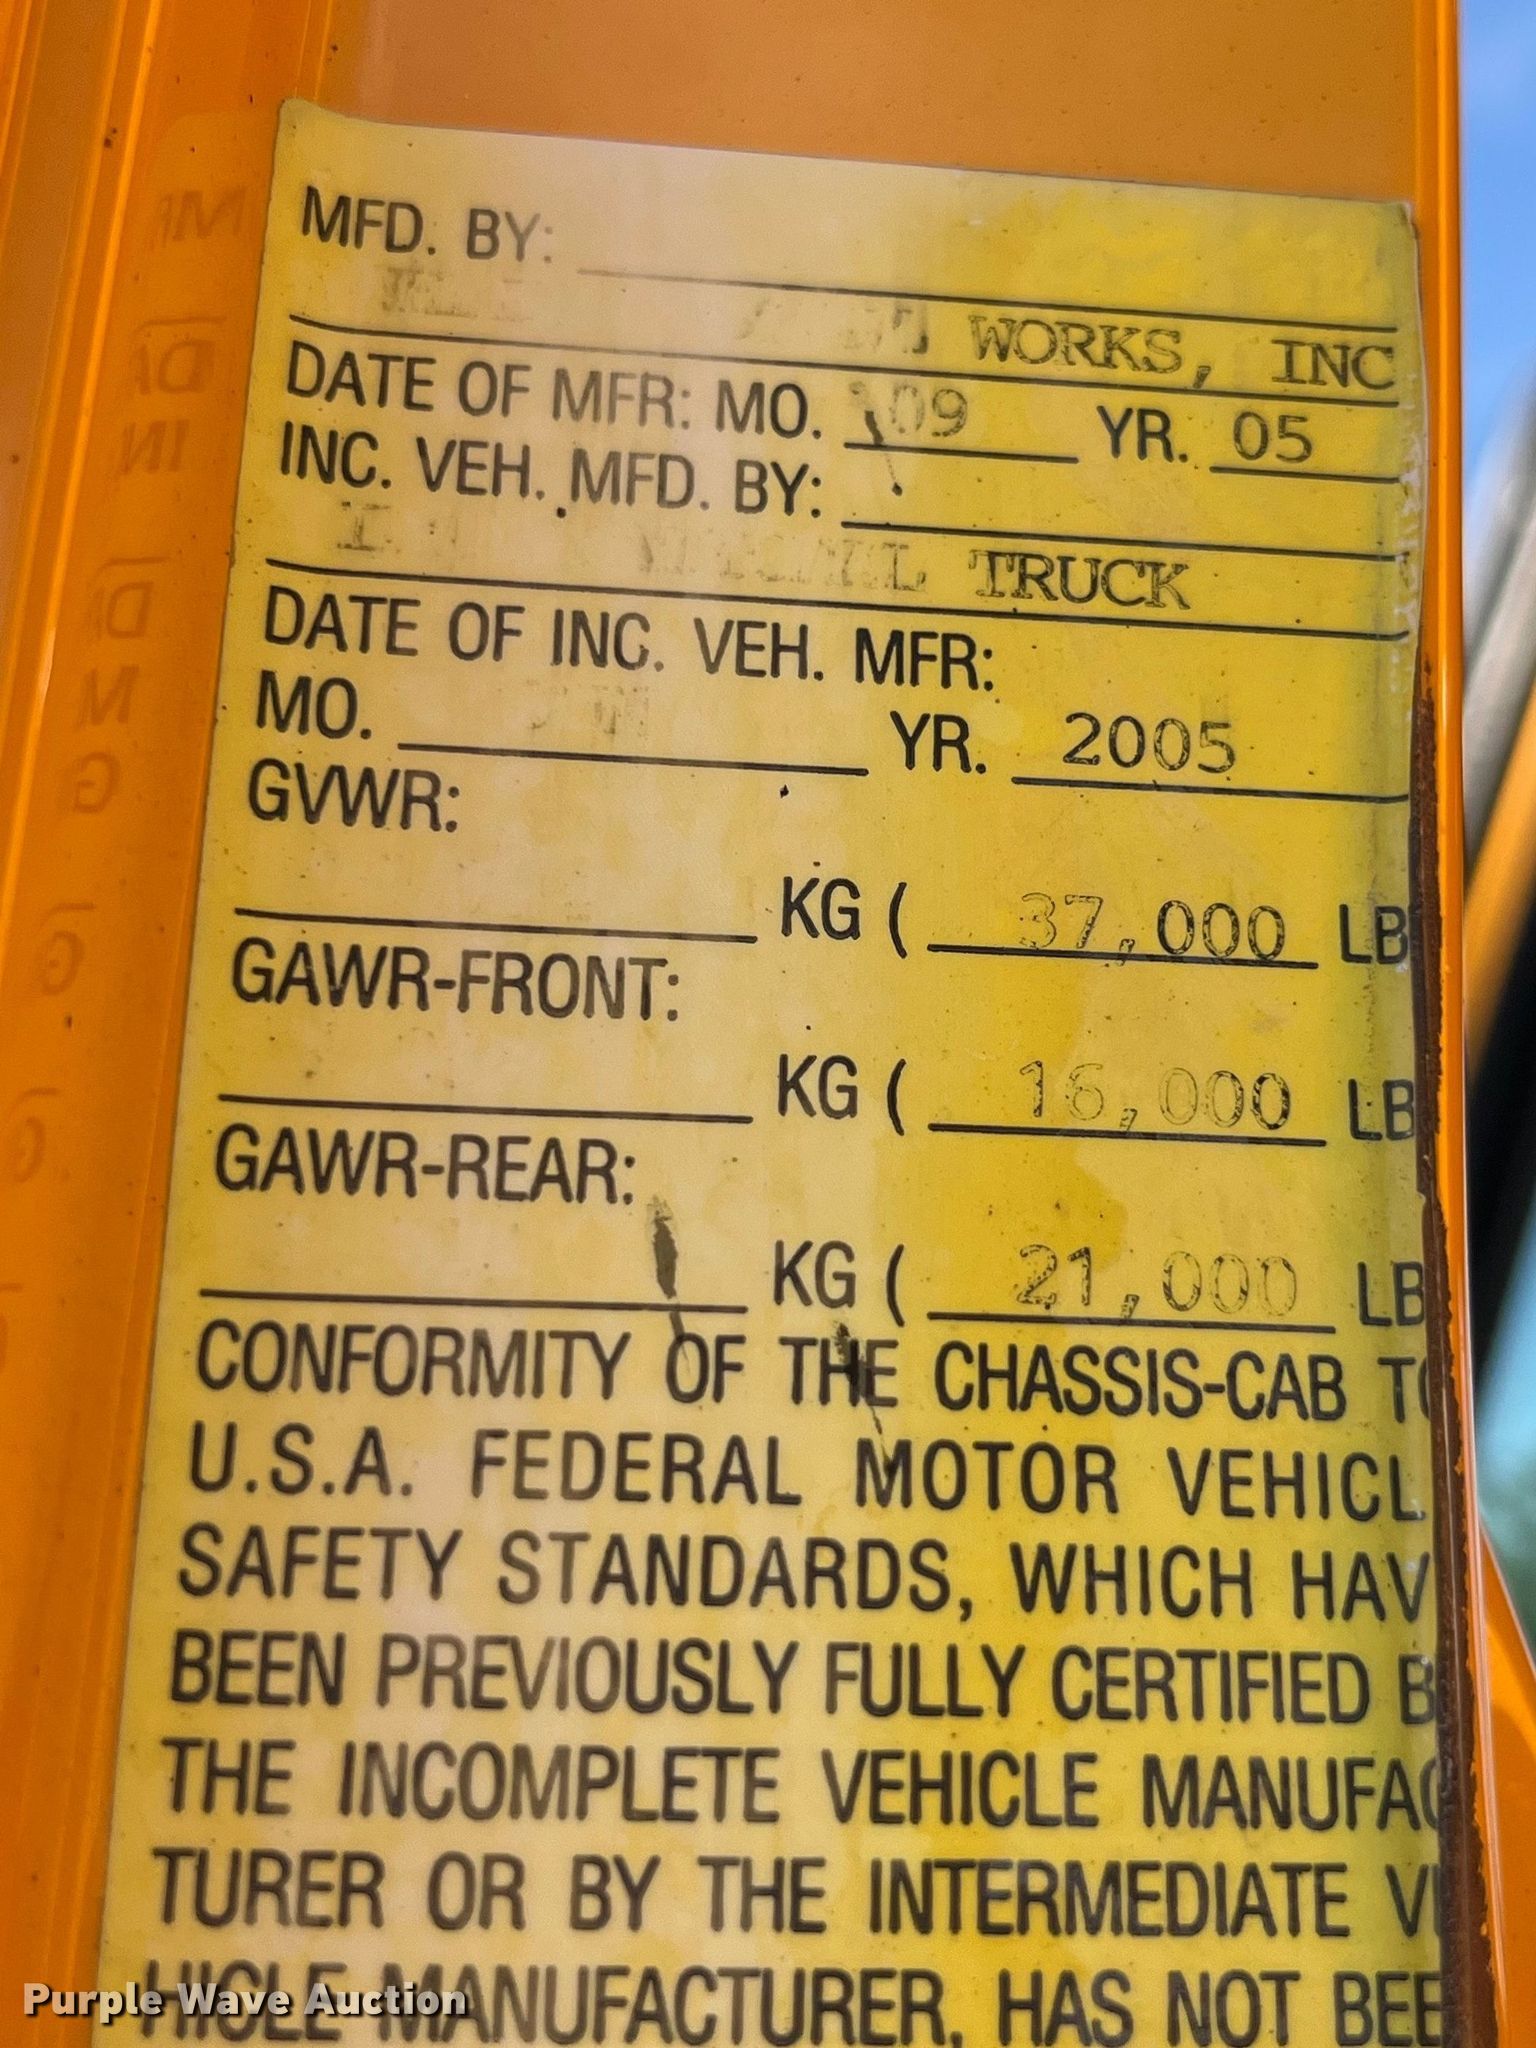 MFD. BY:
WORKS, INC
DATE OF MFR: MO. 09 YR. 05
INC. VEH. MFD. BY:
TRUCK
DATE OF INC. VEH. MFR:
MO. YR. 2005
GVWR:
KG ( 37,000 LB
GAWR-FRONT:
KG ( 16,000 LB
GAWR-REAR:
KG ( 21,000 LB
CONFORMITY OF THE CHASSIS-CAB TO
U.S.A. FEDERAL MOTOR VEHICL
SAFETY STANDARDS, WHICH HAV
BEEN PREVIOUSLY FULLY CERTIFIED B
THE INCOMPLETE VEHICLE MANUFAC
TURER OR BY THE INTERMEDIATE V
HICLE MANUFACTURER, HAS NOT BEE
Purple Wave Auction